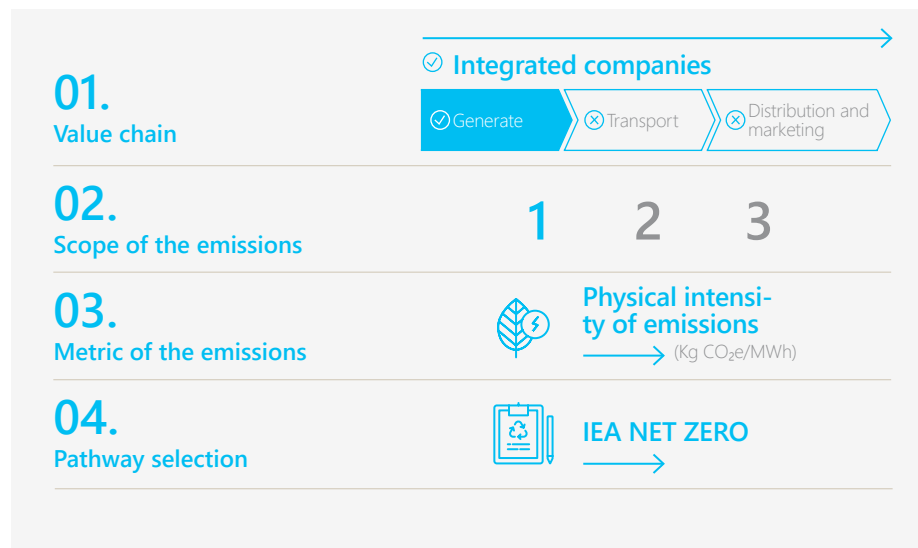 01.
Value chain
Integrated companies
Generate
Transport
Distribution and
marketing
02.
Scope of the emissions
1 2 3
03.
Metric of the emissions
Physical intensi-
ty of emissions
(Kg CO₂e/MWh)
04.
Pathway selection
IEA NET ZERO